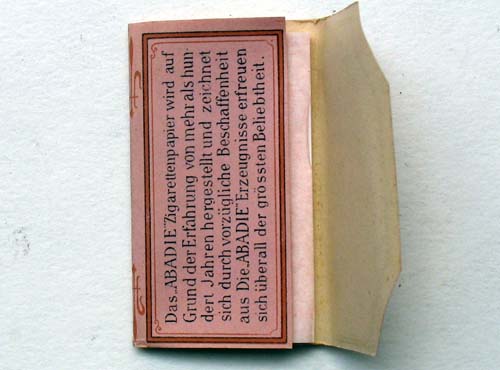 Das „ABADIE" Zigarettenpapier wird auf
Grund der Erfahrung von mehr als hun-
dert Jahren hergestellt und zeichnet
sich durch vorzügliche Beschaffenheit
aus Die „ABADIE" Erzeugnisse erfreuen
sich überall der grössten Beliebtheit.